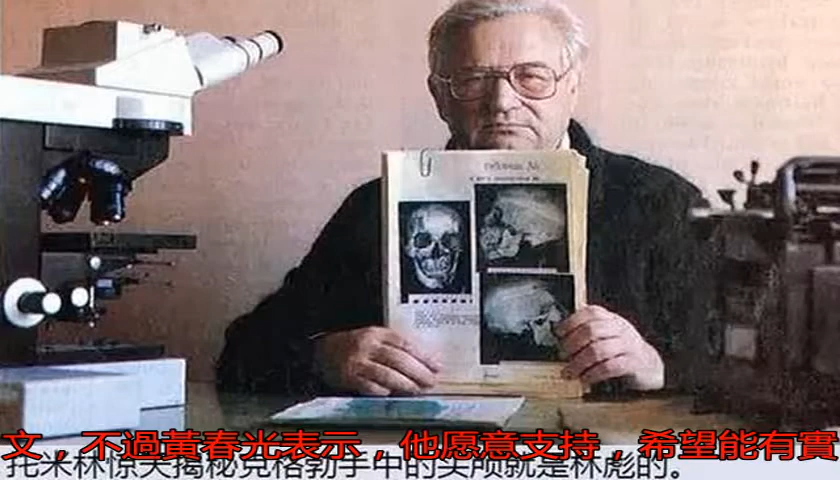 文，不過黃春光表示，他愿意支持，希望能有實
托米林惊天揭秘克格勃手中的头颅就是林彪的。